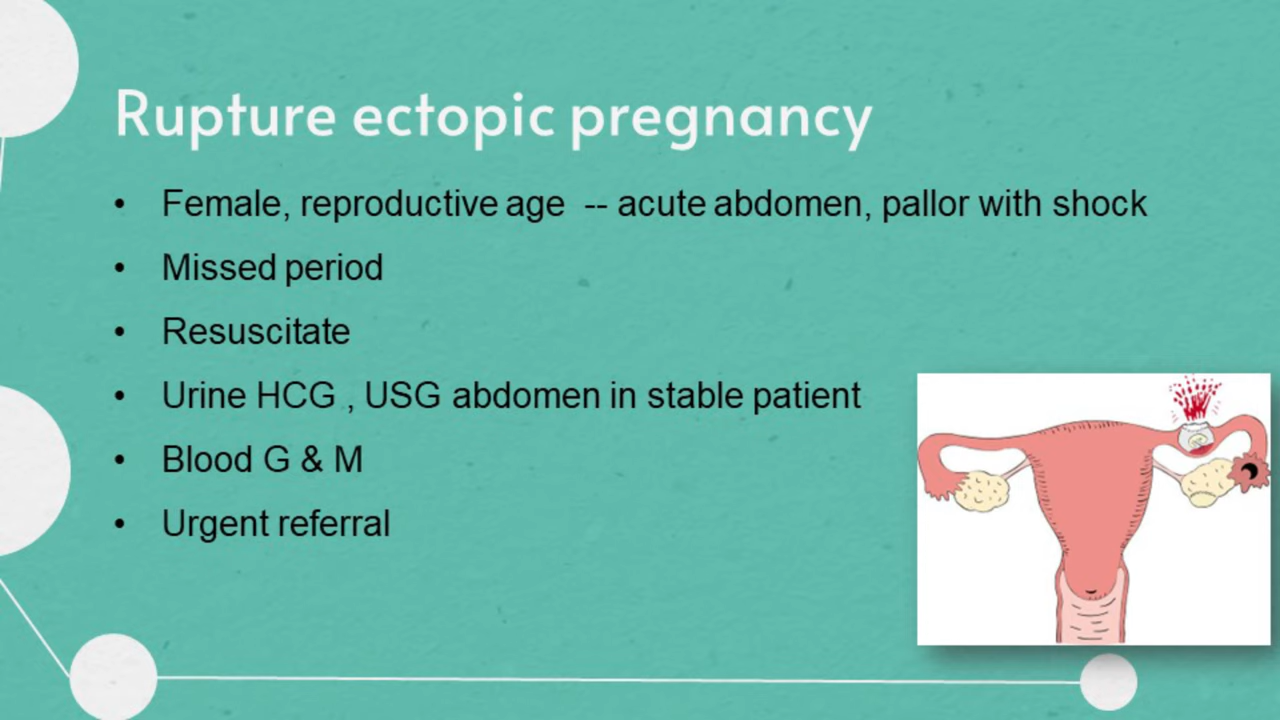 Rupture ectopic pregnancy
• Female, reproductive age -- acute abdomen, pallor with shock
• Missed period
• Resuscitate
• Urine HCG , USG abdomen in stable patient
• Blood G & M
• Urgent referral